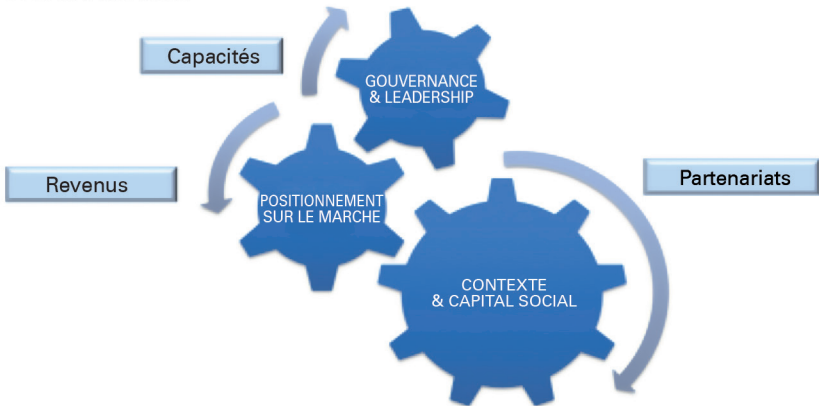 Capacités
GOUVERNANCE
& LEADERSHIP
Revenus
POSITIONNEMENT
SUR LE MARCHE
Partenariats
CONTEXTE
& CAPITAL SOCIAL